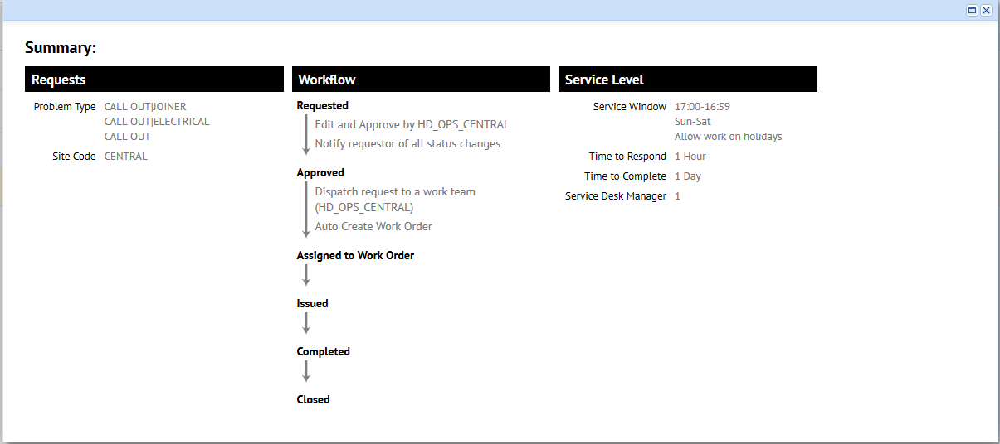 Summary:
Requests
Problem Type CALL OUT|JOINER
CALL OUT|ELECTRICAL
CALL OUT
Site Code CENTRAL
Workflow
Requested
Edit and Approve by HD_OPS_CENTRAL
Notify requestor of all status changes
Approved
Dispatch request to a work team
(HD_OPS_CENTRAL)
Auto Create Work Order
Assigned to Work Order
Issued
Completed
Closed
Service Level
Service Window 17:00-16:59
Sun-Sat
Allow work on holidays
Time to Respond 1 Hour
Time to Complete 1 Day
Service Desk Manager 1